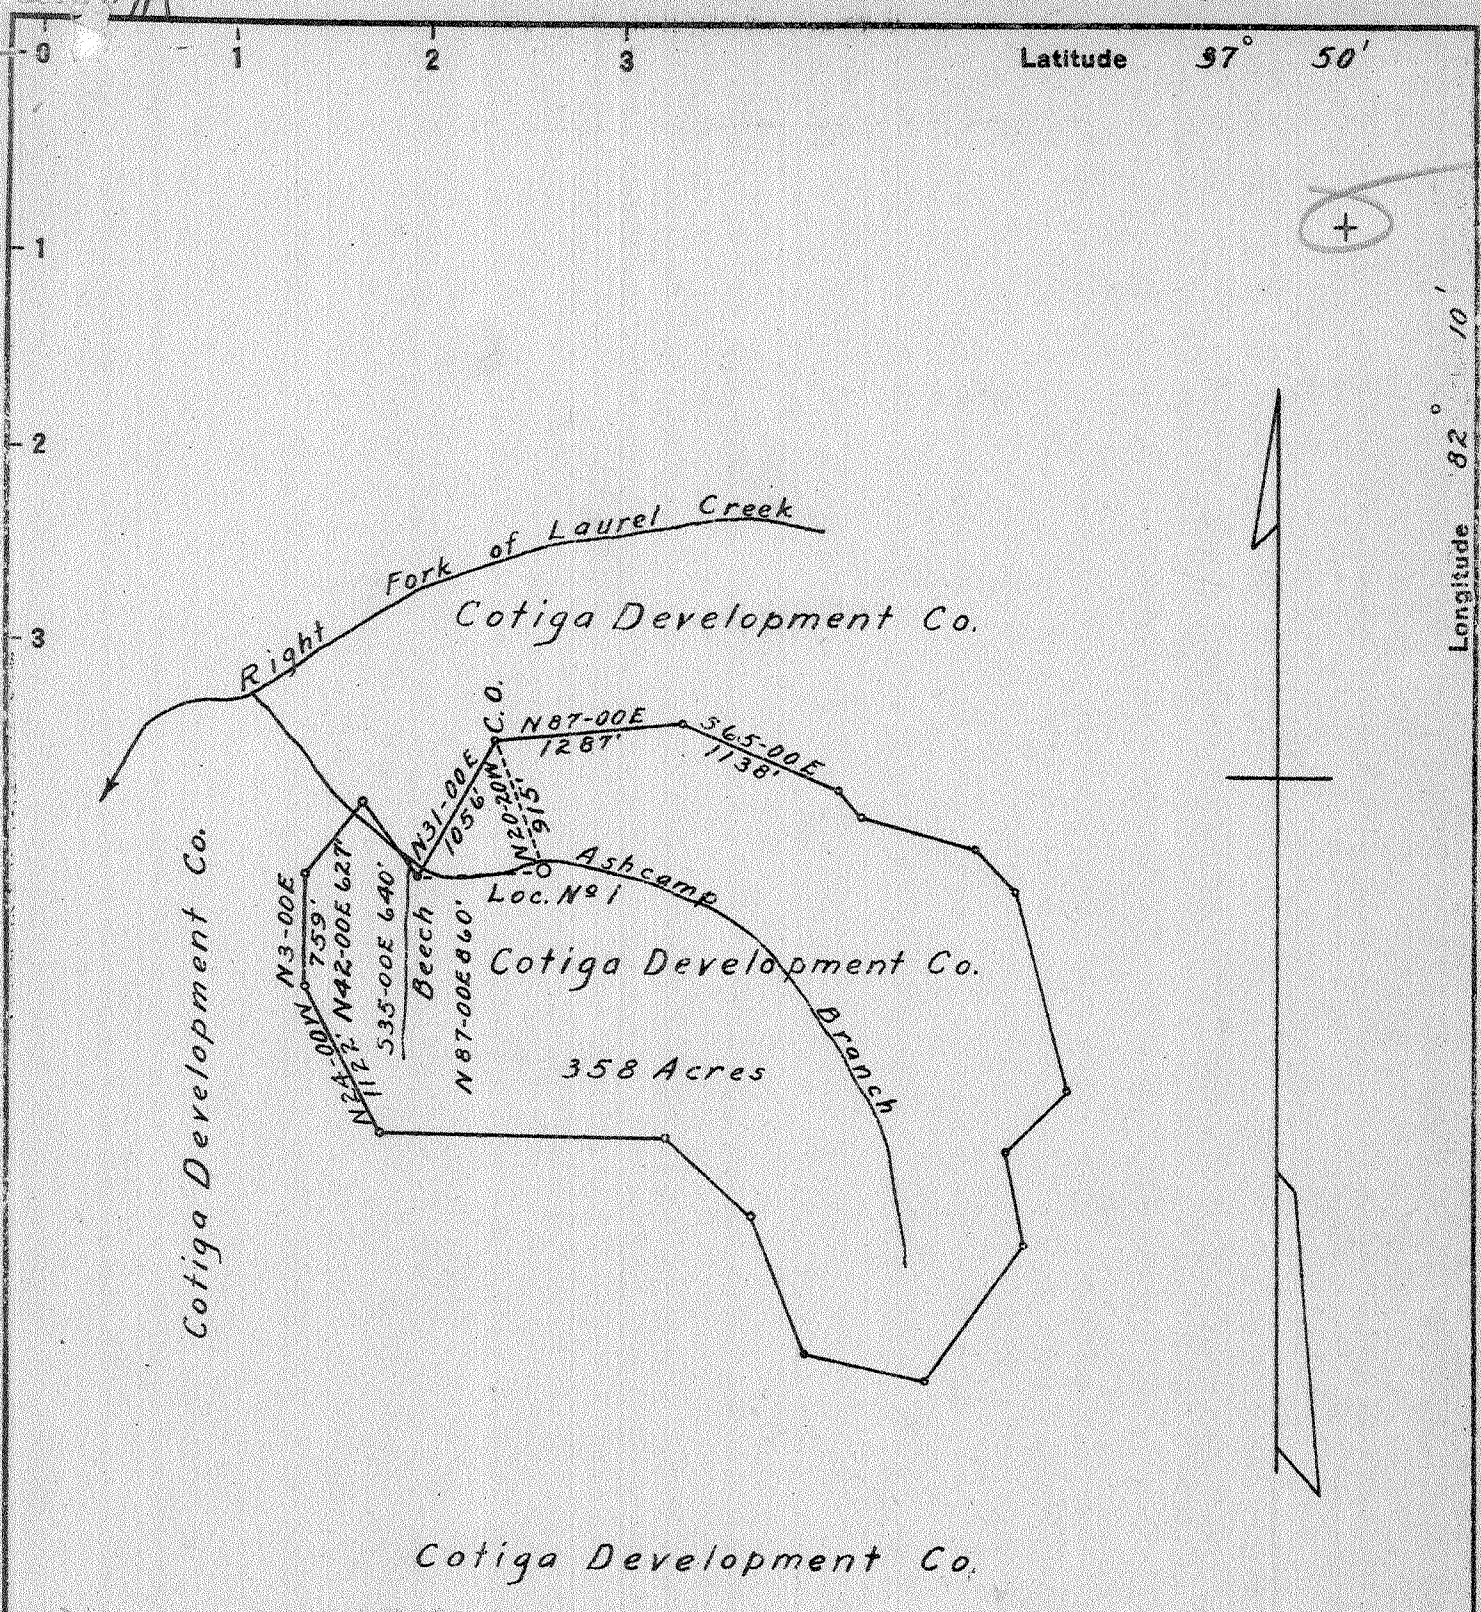 0 1 2 3 Latitude 37° 50'
1
2
3
Longitude 82° 10'
+
Right Fork of Laurel Creek
Cotiga Development Co.
C.O.
N87-00E
1287'
S65-00E
1138'
N31-00E
1056'
N20-20W
915'
Ashcamp Branch
Loc. Nº 1
Cotiga Development Co.
N3-00E
759'
N42-00E 627'
S35-00E 640'
Beech
N87-00E 860'
Cotiga Development Co.
358 Acres
N24-00W
1122'
Cotiga Development Co.